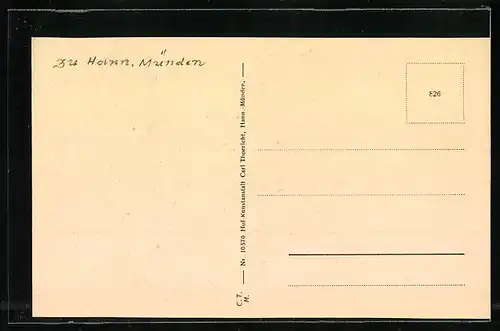 Zu Hann. Münden
826
C.T.
M. — Nr 10570 Hof-Kunstanstalt Carl Thoericht, Hann.-Münden. —